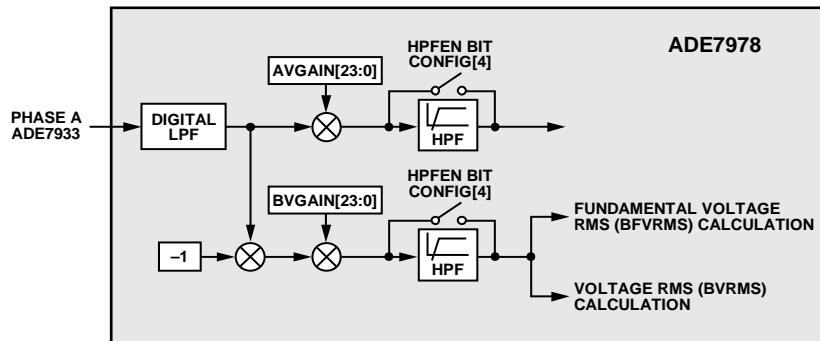 HPFEN BIT
CONFIG[4]
ADE7978
AVGAIN[23:0]
PHASE A
ADE7933
DIGITAL
LPF
HPF
HPFEN BIT
CONFIG[4]
BVGAIN[23:0]
FUNDAMENTAL VOLTAGE
RMS (BFVRMS) CALCULATION
–1
HPF
VOLTAGE RMS (BVRMS)
CALCULATION